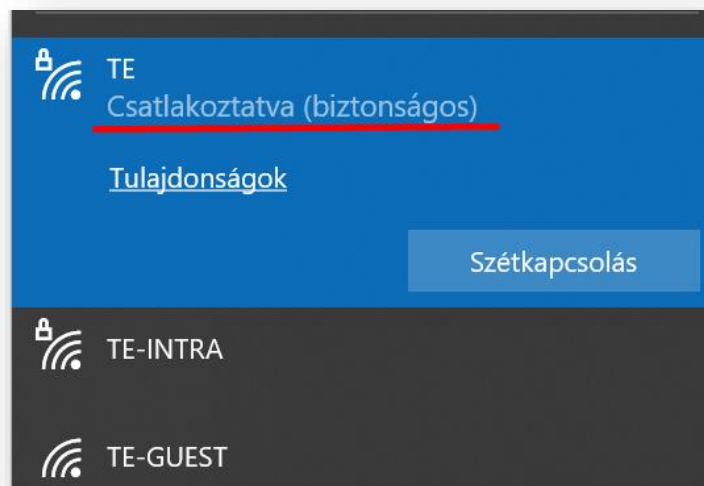 TE
Csatlakoztatva (biztonságos)
Tulajdonságok
Szétkapcsolás
TE-INTRA
TE-GUEST